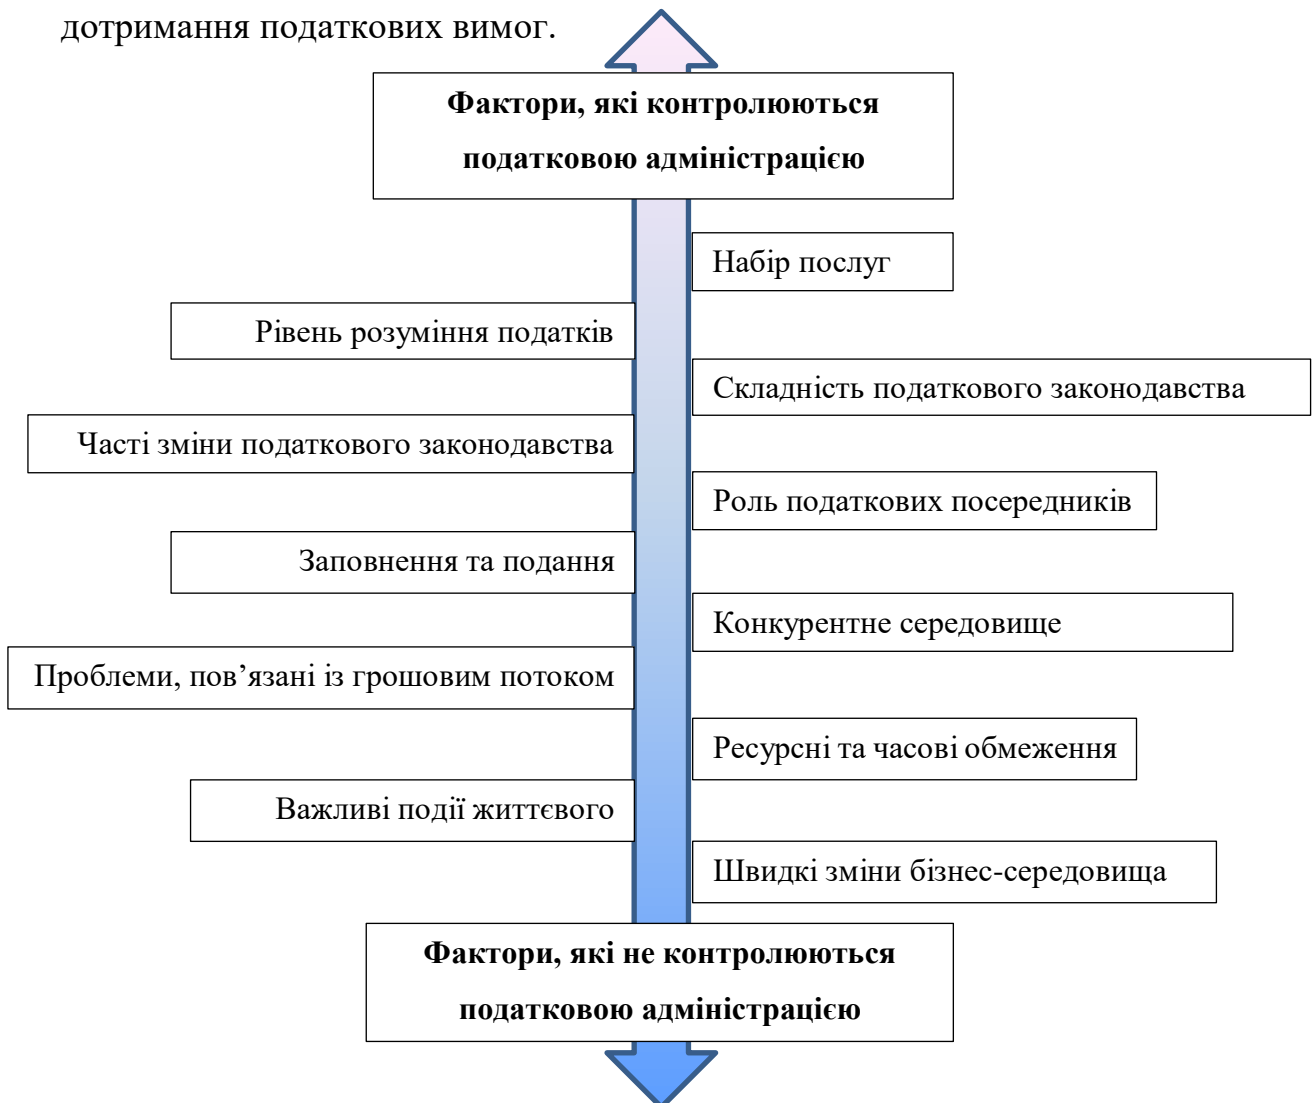 дотримання податкових вимог.
Фактори, які контролюються
податковою адміністрацією
Набір послуг
Рівень розуміння податків
Складність податкового законодавства
Часті зміни податкового законодавства
Роль податкових посередників
Заповнення та подання
Конкурентне середовище
Проблеми, пов’язані із грошовим потоком
Ресурсні та часові обмеження
Важливі події життєвого
Швидкі зміни бізнес-середовища
Фактори, які не контролюються
податковою адміністрацією